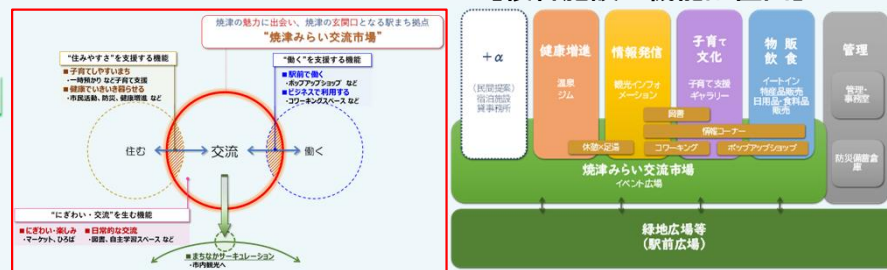 焼津の魅力に出会い、焼津の玄関口となる駅まち拠点
“焼津みらい交流市場”
“住みやすさ”を支援する機能
■子育てしやすいまち
・一時預かり など子育て支援
■健康でいきいき暮らせる
・市民活動、防災、健康増進 など
“働く”を支援する機能
■駅前で働く
・ポップアップショップ など
■ビジネスで利用する
・コワーキングスペース など
住む
交流
働く
“にぎわい・交流”を生む機能
■にぎわい・楽しみ
・マーケット、ひろば
■日常的な交流
・図書、自主学習スペース など
■まちなかサーキュレーション
・市内観光へ
+α
(民間提案)
宿泊施設
貸事務所
健康増進
温泉
ジム
情報発信
観光インフォ
メーション
子育て
文化
子育て支援
ギャラリー
物販
飲食
イートイン
特産品販売
日用品・食料品
販売
管理
管理・
事務室
防災備蓄倉
庫
図書
情報コーナー
休憩×足湯
コワーキング
ポップアップショップ
焼津みらい交流市場
イベント広場
緑地広場等
(駅前広場)